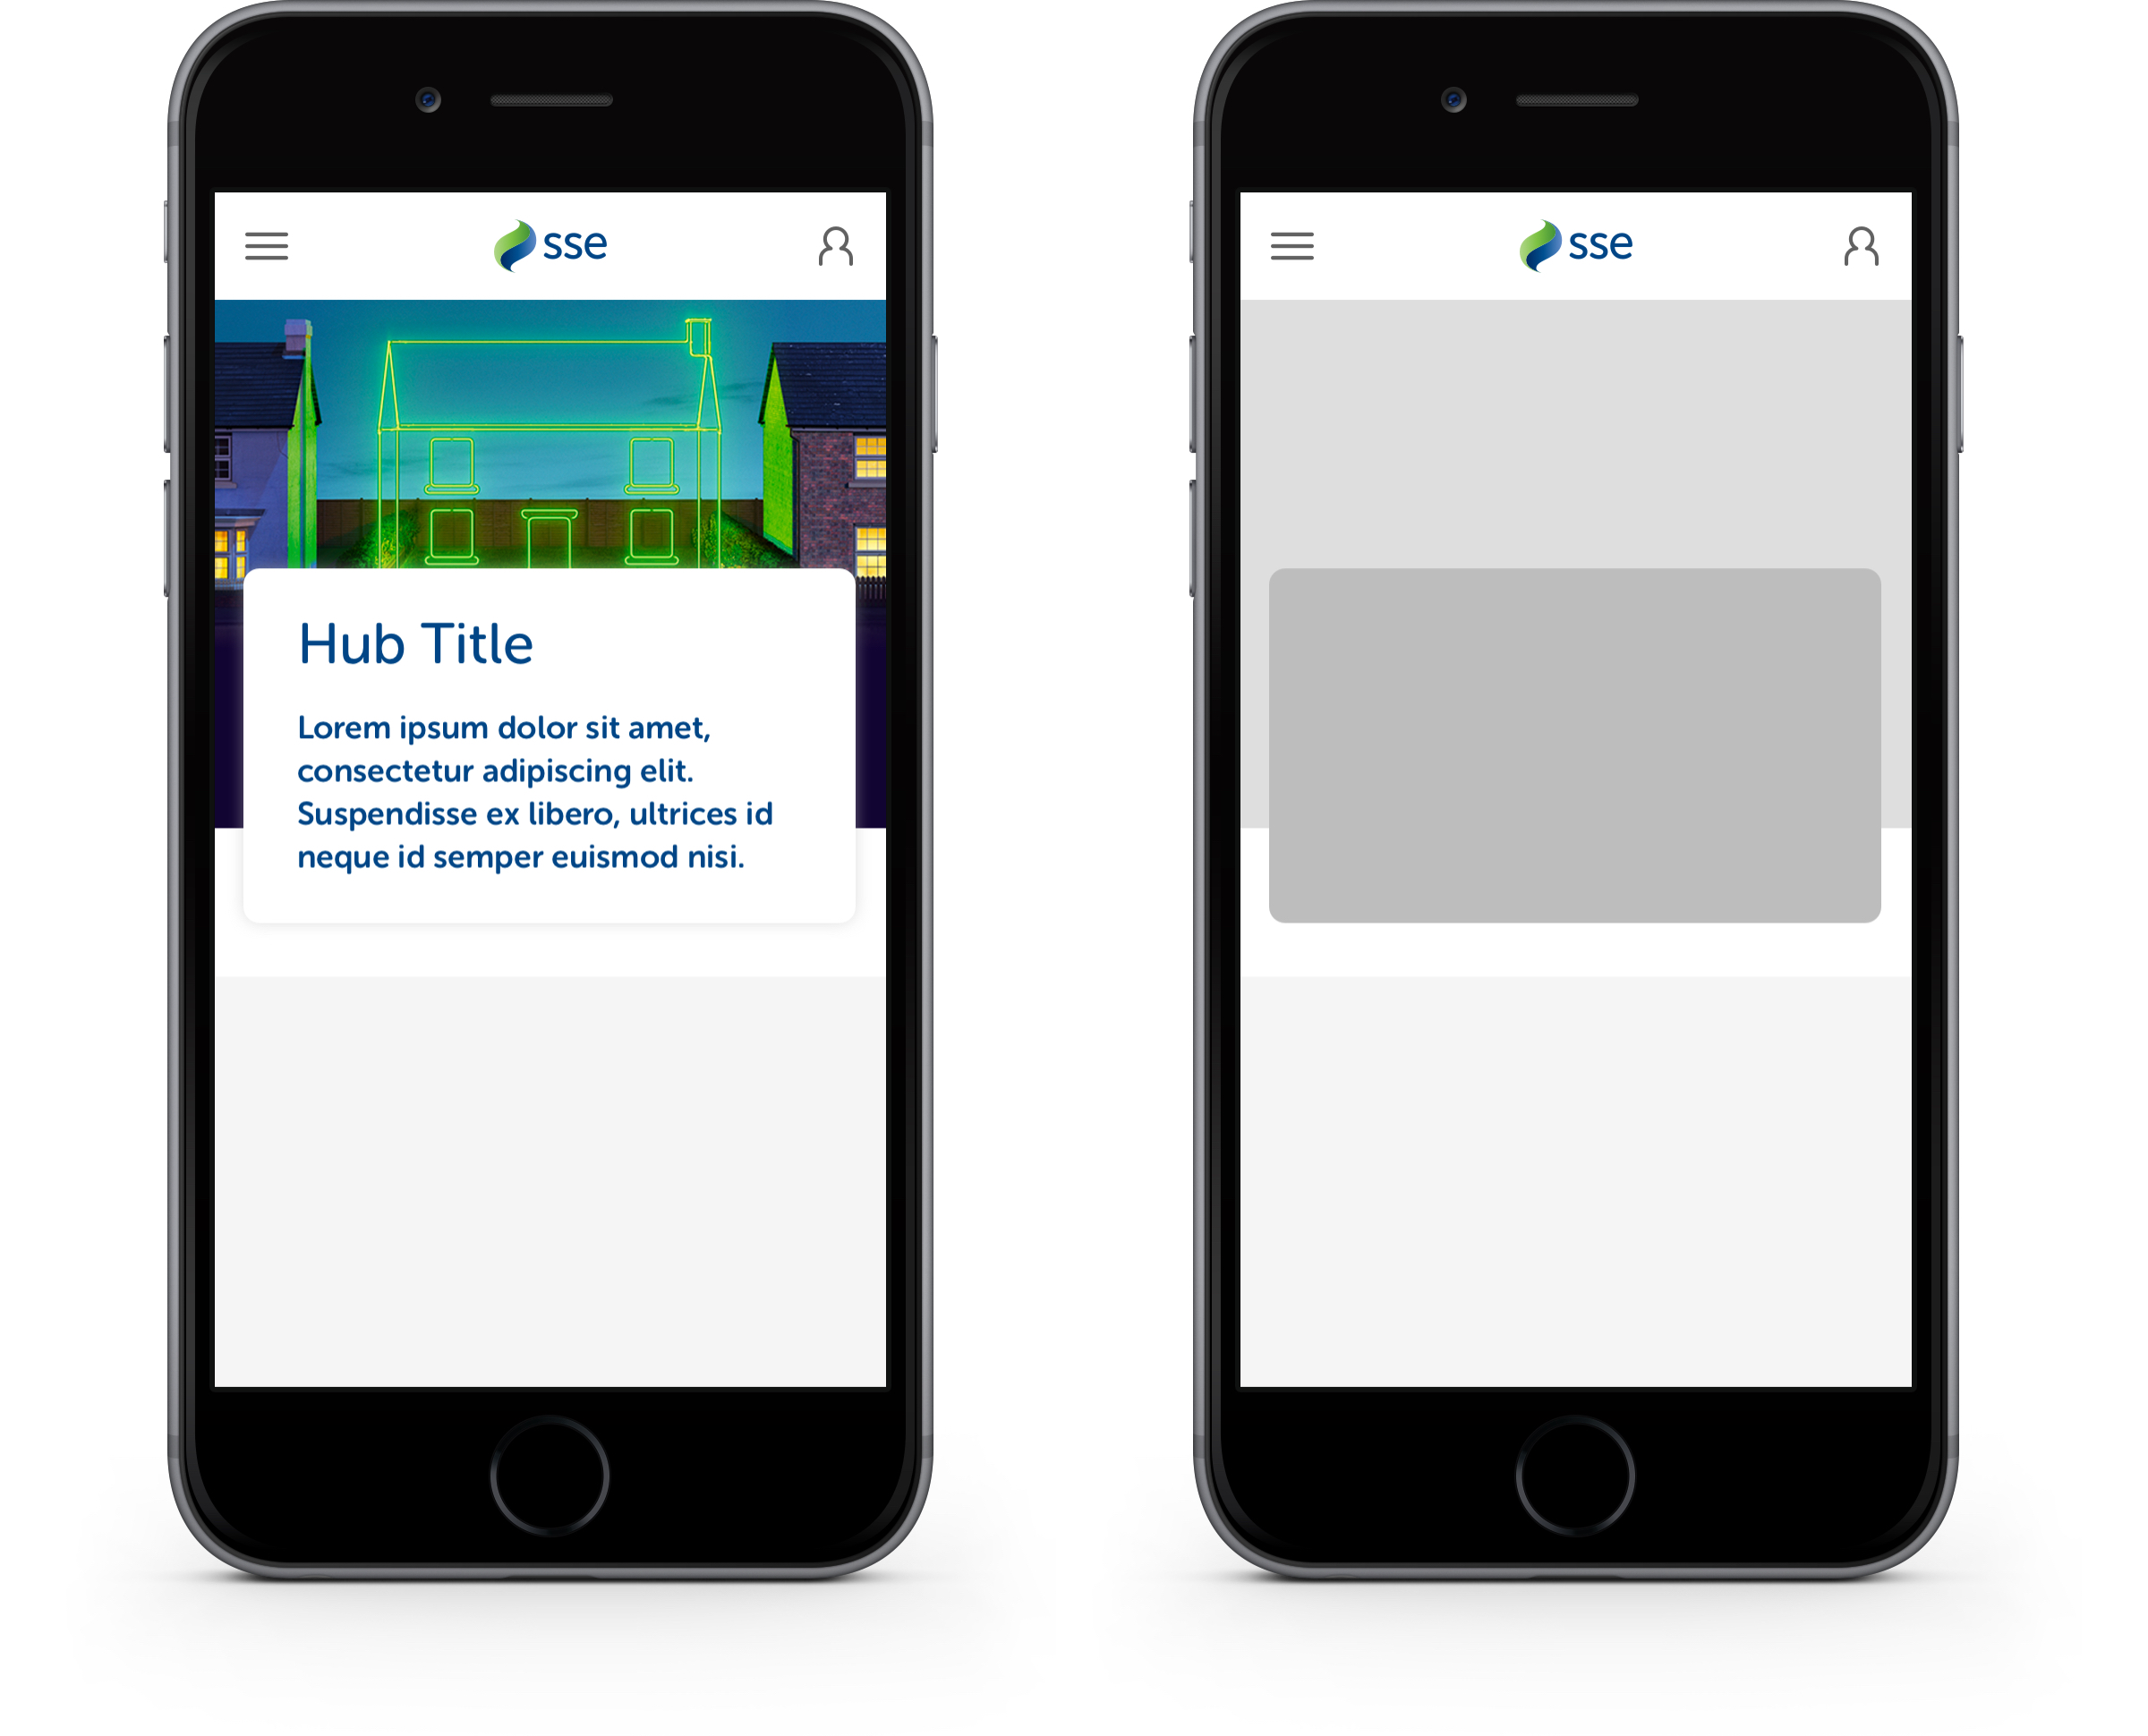 sse
Hub Title
Lorem ipsum dolor sit amet,
consectetur adipiscing elit.
Suspendisse ex libero, ultrices id
neque id semper euismod nisi.
sse